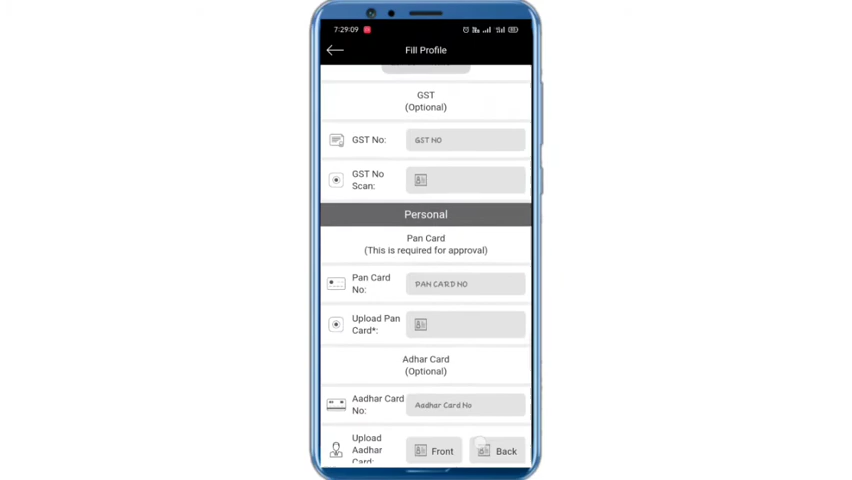 7:29:09
Fill Profile
GST
(Optional)
GST No:
GST NO
GST No
Scan:
Personal
Pan Card
(This is required for approval)
Pan Card
No:
PAN CARD NO
Upload Pan
Card*:
Adhar Card
(Optional)
Aadhar Card
No:
Aadhar Card No
Upload
Aadhar
Card:
Front
Back